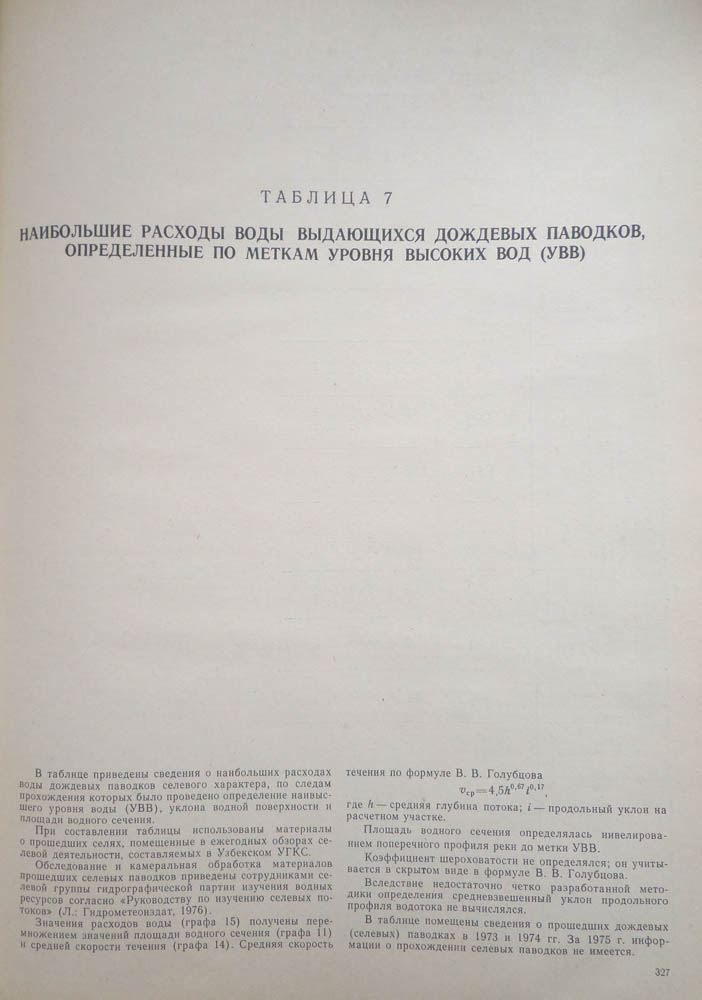 ТАБЛИЦА 7
НАИБОЛЬШИЕ РАСХОДЫ ВОДЫ ВЫДАЮЩИХСЯ ДОЖДЕВЫХ ПАВОДКОВ,
ОПРЕДЕЛЕННЫЕ ПО МЕТКАМ УРОВНЯ ВЫСОКИХ ВОД (УВВ)
В таблице приведены сведения о наибольших расходах
воды дождевых паводков селевого характера, по следам
прохождения которых было проведено определение наивыс-
шего уровня воды (УВВ), уклона водной поверхности и
площади водного сечения.
При составлении таблицы использованы материалы
о прошедших селях, помещенные в ежегодных обзорах се-
левой деятельности, составляемых в Узбекском УГКС.
Обследование и камеральная обработка материалов
прошедших селевых паводков приведены сотрудниками се-
левой группы гидрографической партии изучения водных
ресурсов согласно «Руководству по изучению селевых по-
токов» (Л.: Гидрометеоиздат, 1976).
Значения расходов воды (графа 15) получены пере-
множением значений площади водного сечения (графа 11)
и средней скорости течения (графа 14). Средняя скорость
течения по формуле В. В. Голубцова
v_ср=4,5h^0,67 i^0,17,
где h — средняя глубина потока; i — продольный уклон на
расчетном участке.
Площадь водного сечения определялась нивелирова-
нием поперечного профиля реки до метки УВВ.
Коэффициент шероховатости не определялся; он учиты-
вается в скрытом виде в формуле В. В. Голубцова.
Вследствие недостаточно четко разработанной мето-
дики определения средневзвешенный уклон продольного
профиля водотока не вычислялся.
В таблице помещены сведения о прошедших дождевых
(селевых) паводках в 1973 и 1974 гг. За 1975 г. инфор-
мации о прохождении селевых паводков не имеется.
327